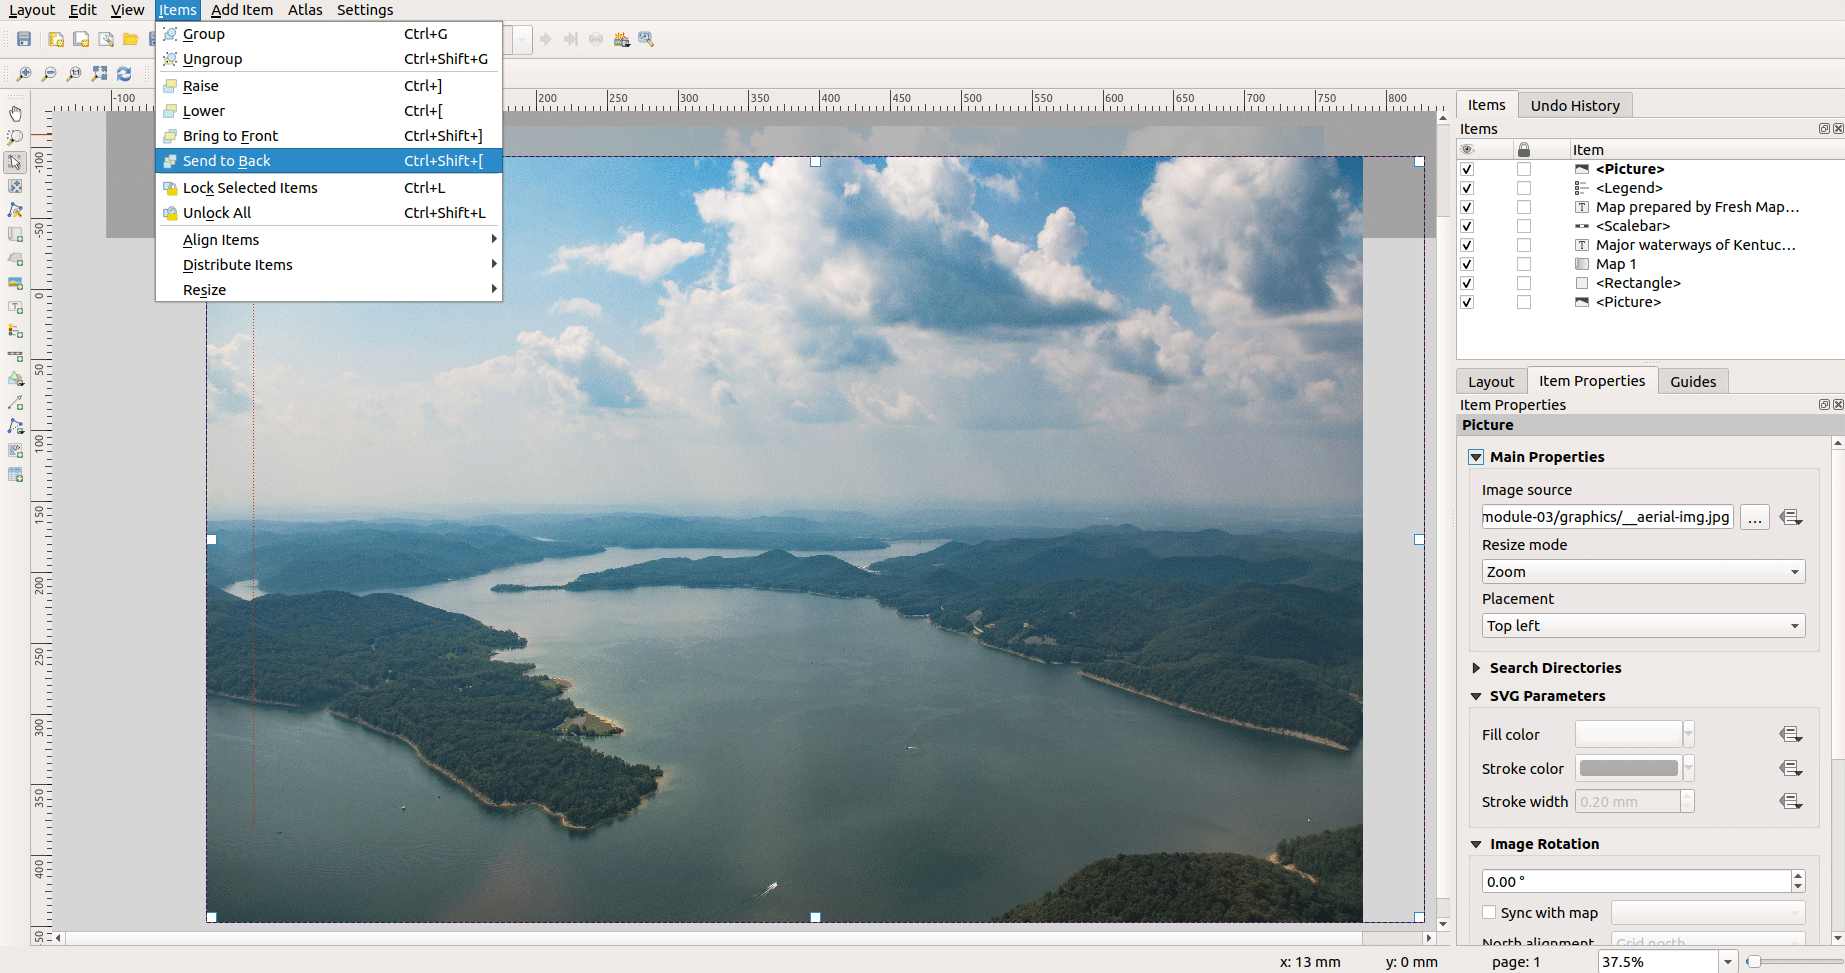 Layout Edit View Items Add Item Atlas Settings
Group Ctrl+G
Ungroup Ctrl+Shift+G
Raise Ctrl+]
Lower Ctrl+[
Bring to Front Ctrl+Shift+]
Send to Back Ctrl+Shift+[
Lock Selected Items Ctrl+L
Unlock All Ctrl+Shift+L
Align Items
Distribute Items
Resize
-100 200 250 300 350 400 450 500 550 600 650 700 750 800
-100
-50
0
50
100
150
200
250
300
350
400
50
Items Undo History
Items
Item
<Picture>
<Legend>
Map prepared by Fresh Map...
<Scalebar>
Major waterways of Kentuc...
Map 1
<Rectangle>
<Picture>
Layout Item Properties Guides
Item Properties
Picture
Main Properties
Image source
module-03/graphics/__aerial-img.jpg ...
Resize mode
Zoom
Placement
Top left
Search Directories
SVG Parameters
Fill color
Stroke color
Stroke width 0.20 mm
Image Rotation
0.00 °
Sync with map
North alignment Grid north
x: 13 mm y: 0 mm page: 1 37.5%